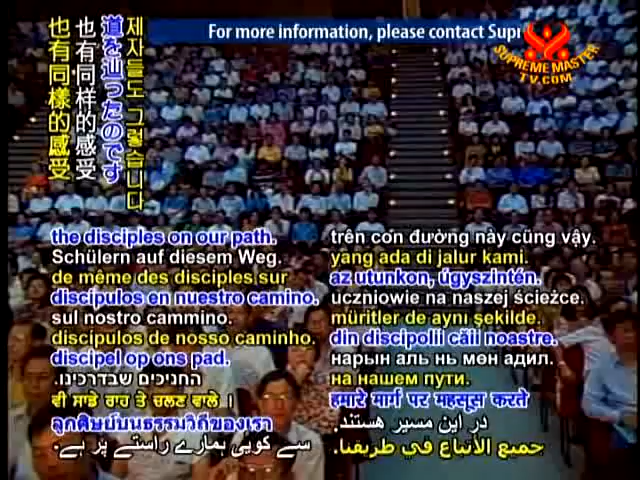 For more information, please contact Supr
SUPREME MASTER
TV.COM
제자들도 그렇습니다
道を辿ったのです
也有同样的感受
也有同樣的感受
the disciples on our path.
Schülern auf diesem Weg.
de même des disciples sur
discípulos en nuestro camino.
sul nostro cammino.
discípulos de nosso caminho.
discipel op ons pad.
החניכים שבדרכינו.
ਵੀ ਸਾਡੇ ਰਾਹ ਤੇ ਚਲਣ ਵਾਲੇ ।
ลูกศิษย์บนธรรมวิถีของเรา
سے کویی ہمارے راستے پر ہے.
trên con đường này cũng vậy.
yang ada di jalur kami.
az utunkon, úgyszintén.
uczniowie na naszej ścieżce.
müritler de aynı şekilde.
din discipolii căii noastre.
нарын аль нь мөн адил.
на нашем пути.
हमारे मार्ग पर महसूस करते
در این مسیر هستند.
جميع الأتباع في طريقنا.